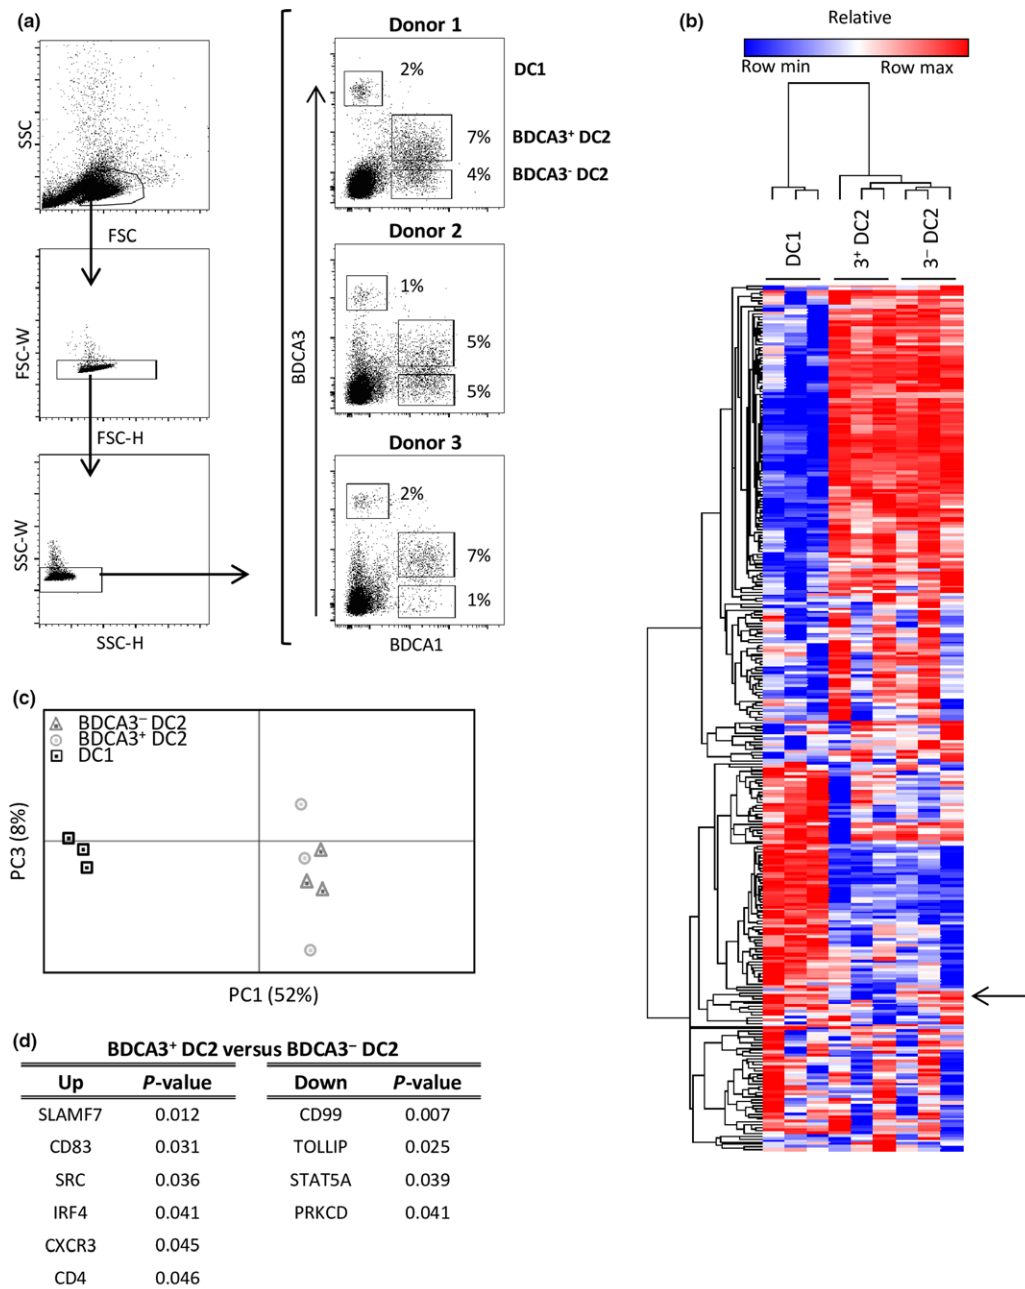 (a)
SSC
FSC
FSC-W
FSC-H
SSC-W
SSC-H
BDCA3
Donor 1
2%
DC1
7%
BDCA3+ DC2
4%
BDCA3- DC2
Donor 2
1%
5%
5%
Donor 3
2%
7%
1%
BDCA1
(b)
Relative
Row min Row max
DC1
3+ DC2
3− DC2
(c)
BDCA3− DC2
BDCA3+ DC2
DC1
PC3 (8%)
PC1 (52%)
(d)
BDCA3+ DC2 versus BDCA3− DC2
Up P-value Down P-value
SLAMF7 0.012 CD99 0.007
CD83 0.031 TOLLIP 0.025
SRC 0.036 STAT5A 0.039
IRF4 0.041 PRKCD 0.041
CXCR3 0.045
CD4 0.046